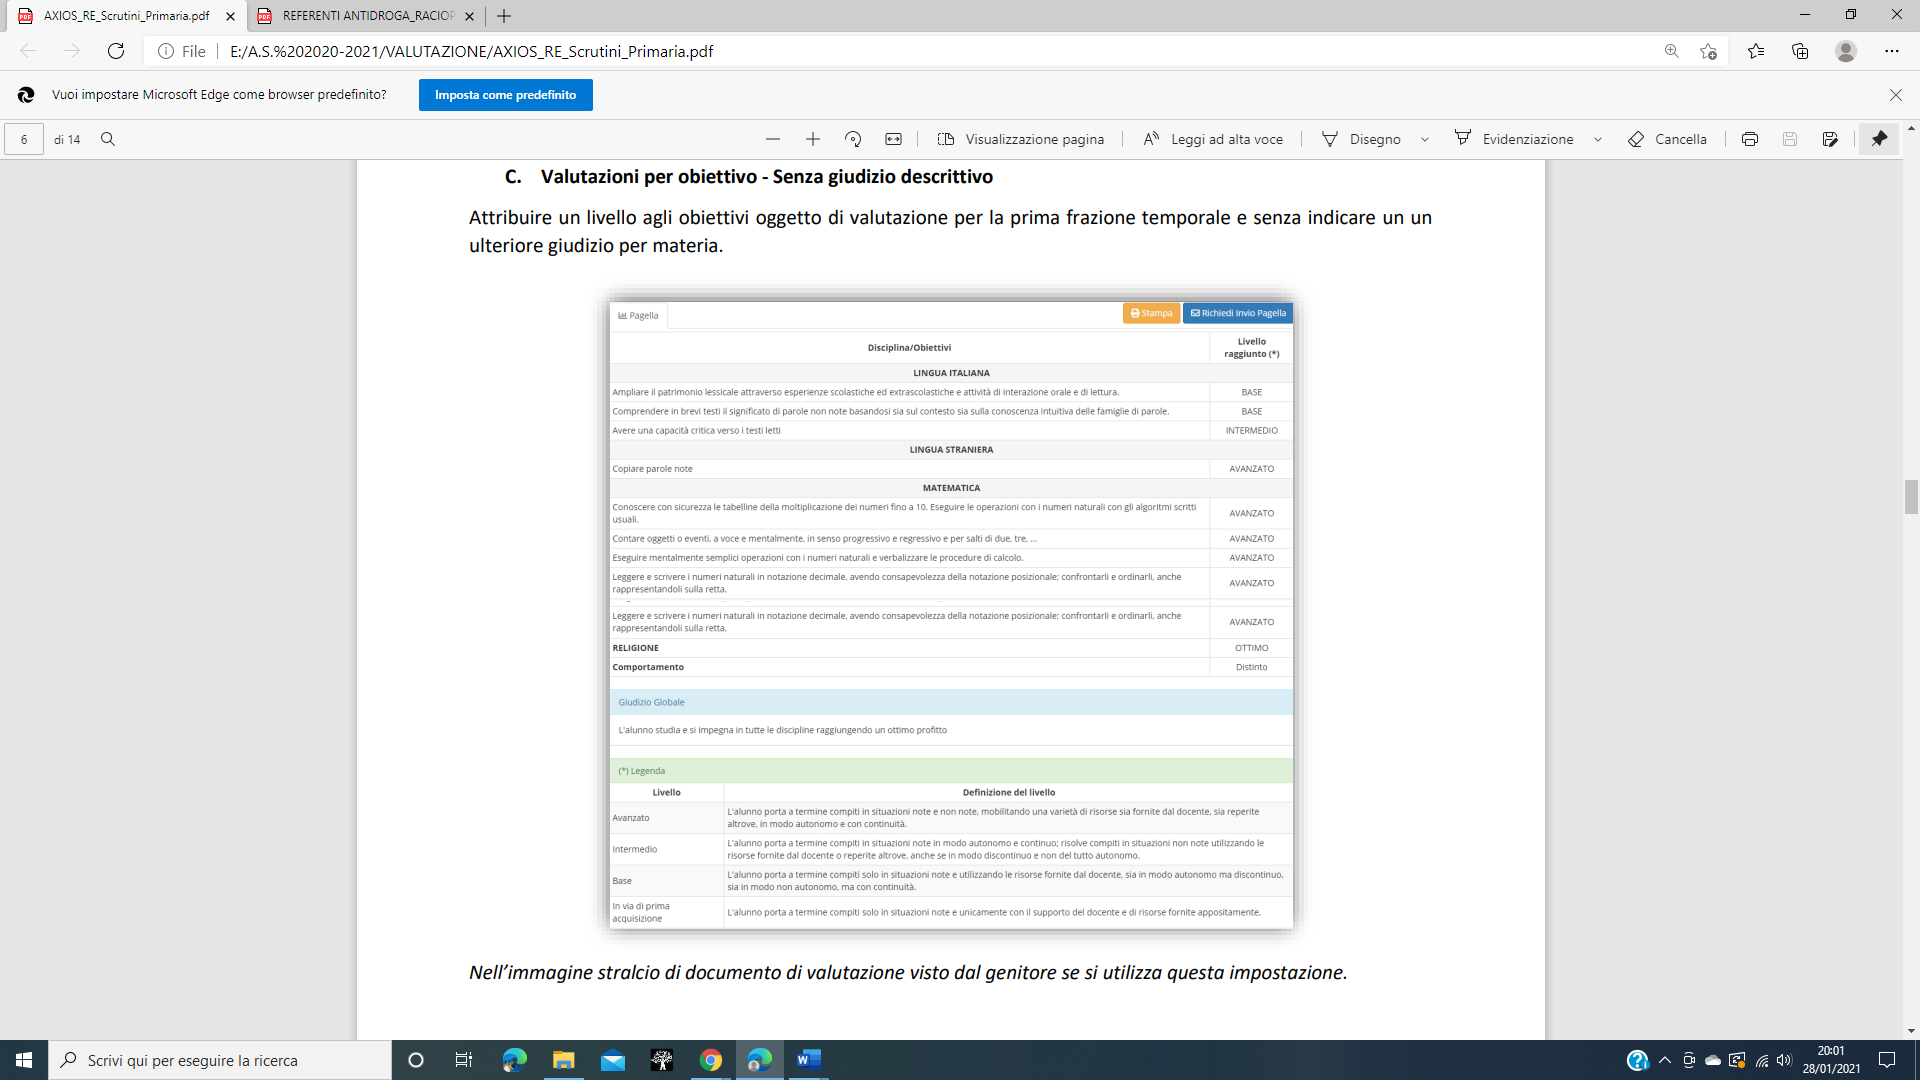 AXIOS_RE_Scrutini_Primaria.pdf
REFERENTI ANTIDROGA_RACIOP
File
E:/A.S.%202020-2021/VALUTAZIONE/AXIOS_RE_Scrutini_Primaria.pdf
Vuoi impostare Microsoft Edge come browser predefinito?
Imposta come predefinito
6 di 14
Visualizzazione pagina
Leggi ad alta voce
Disegno
Evidenziazione
Cancella
C. Valutazioni per obiettivo - Senza giudizio descrittivo
Attribuire un livello agli obiettivi oggetto di valutazione per la prima frazione temporale e senza indicare un un
ulteriore giudizio per materia.
Pagella
Stampa
Richiedi Invio Pagella
Disciplina/Obiettivi
Livello
raggiunto (*)
LINGUA ITALIANA
Ampliare il patrimonio lessicale attraverso esperienze scolastiche ed extrascolastiche e attività di interazione orale e di lettura.
BASE
Comprendere in brevi testi il significato di parole non note basandosi sia sul contesto sia sulla conoscenza intuitiva delle famiglie di parole.
BASE
Avere una capacità critica verso i testi letti
INTERMEDIO
LINGUA STRANIERA
Copiare parole note
AVANZATO
MATEMATICA
Conoscere con sicurezza le tabelline della moltiplicazione dei numeri fino a 10. Eseguire le operazioni con i numeri naturali con gli algoritmi scritti
usuali.
AVANZATO
Contare oggetti o eventi, a voce e mentalmente, in senso progressivo e regressivo e per salti di due, tre, ...
AVANZATO
Eseguire mentalmente semplici operazioni con i numeri naturali e verbalizzare le procedure di calcolo.
AVANZATO
Leggere e scrivere i numeri naturali in notazione decimale, avendo consapevolezza della notazione posizionale; confrontarli e ordinarli, anche
rappresentandoli sulla retta.
AVANZATO
Leggere e scrivere i numeri naturali in notazione decimale, avendo consapevolezza della notazione posizionale; confrontarli e ordinarli, anche
rappresentandoli sulla retta.
AVANZATO
RELIGIONE
OTTIMO
Comportamento
Distinto
Giudizio Globale
L'alunno studia e si impegna in tutte le discipline raggiungendo un ottimo profitto
(*) Legenda
Livello
Definizione del livello
Avanzato
L'alunno porta a termine compiti in situazioni note e non note, mobilitando una varietà di risorse sia fornite dal docente, sia reperite
altrove, in modo autonomo e con continuità.
Intermedio
L'alunno porta a termine compiti in situazioni note in modo autonomo e continuo; risolve compiti in situazioni non note utilizzando le
risorse fornite dal docente o reperite altrove, anche se in modo discontinuo e non del tutto autonomo.
Base
L'alunno porta a termine compiti solo in situazioni note e utilizzando le risorse fornite dal docente, sia in modo autonomo ma discontinuo,
sia in modo non autonomo, ma con continuità.
In via di prima
acquisizione
L'alunno porta a termine compiti solo in situazioni note e unicamente con il supporto del docente e di risorse fornite appositamente.
Nell'immagine stralcio di documento di valutazione visto dal genitore se si utilizza questa impostazione.
Scrivi qui per eseguire la ricerca
20:01
28/01/2021